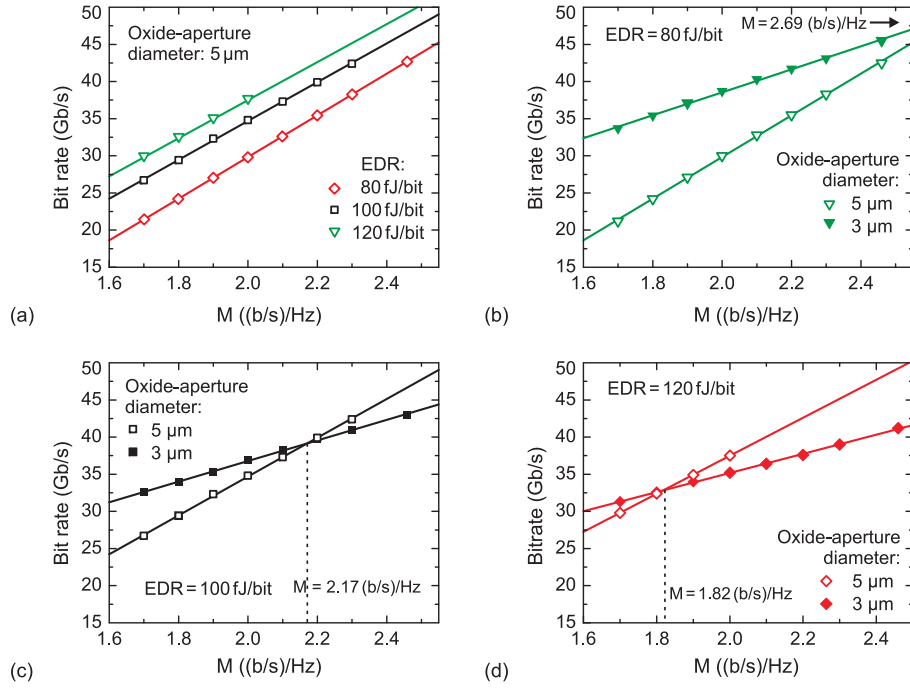 50
45
40
35
30
25
20
15
Bit rate (Gb/s)
Oxide-aperture
diameter: 5 µm
EDR:
80 fJ/bit
100 fJ/bit
120 fJ/bit
1.6 1.8 2.0 2.2 2.4
M ((b/s)/Hz)
(a)
50
45
40
35
30
25
20
15
Bit rate (Gb/s)
M = 2.69 (b/s)/Hz
EDR = 80 fJ/bit
Oxide-aperture
diameter:
5 µm
3 µm
1.6 1.8 2.0 2.2 2.4
M ((b/s)/Hz)
(b)
50
45
40
35
30
25
20
15
Bit rate (Gb/s)
Oxide-aperture
diameter:
5 µm
3 µm
EDR = 100 fJ/bit
M = 2.17 (b/s)/Hz
1.6 1.8 2.0 2.2 2.4
M ((b/s)/Hz)
(c)
50
45
40
35
30
25
20
15
Bitrate (Gb/s)
EDR = 120 fJ/bit
M = 1.82 (b/s)/Hz
Oxide-aperture
diameter:
5 µm
3 µm
1.6 1.8 2.0 2.2 2.4
M ((b/s)/Hz)
(d)